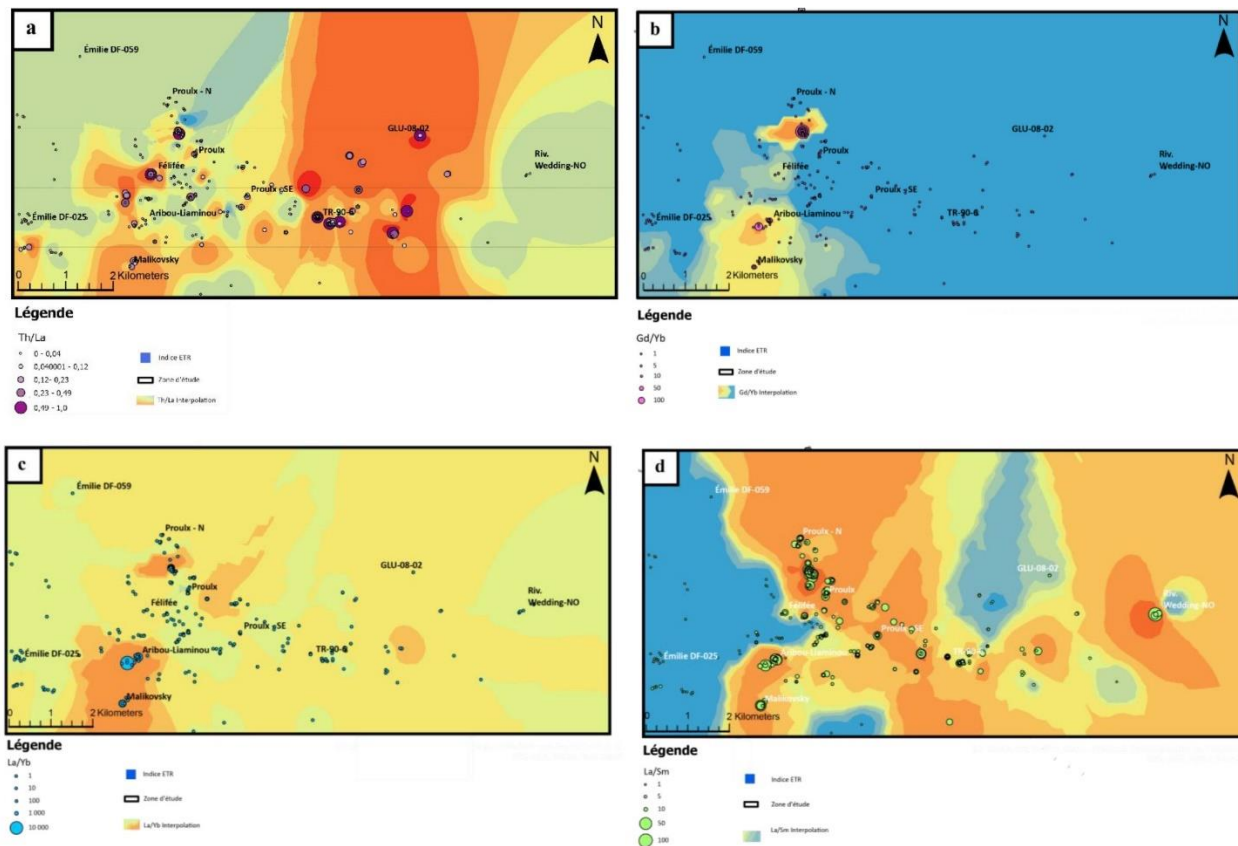 a
N
Émilie DF-059
Proulx - N
GLU-08-02
Proulx
Riv.
Wedding-NO
Félifée
Proulx - SE
Émilie DF-025
Aribou-Liaminou
TR-90-6
Malikovsky
0 1 2 Kilometers
Légende
Th/La
0 - 0,04
0,040001 - 0,12
0,12- 0,23
0,23 - 0,49
0,49 - 1,0
Indice ETR
Zone d'étude
Th/La Interpolation
b
N
Émilie DF-059
Proulx - N
GLU-08-02
Proulx
Riv.
Wedding-NO
Félifée
Proulx - SE
Émilie DF-025
Aribou-Liaminou
TR-90-6
Malikovsky
0 1 2 Kilometers
Légende
Gd/Yb
1
5
10
50
100
Indice ETR
Zone d'étude
Gd/Yb Interpolation
c
N
Émilie DF-059
Proulx - N
GLU-08-02
Proulx
Riv.
Wedding-NO
Félifée
Proulx - SE
Émilie DF-025
Aribou-Liaminou
TR-90-6
Malikovsky
0 1 2 Kilometers
Légende
La/Yb
1
10
100
1 000
10 000
Indice ETR
Zone d'étude
La/Yb Interpolation
d
N
Émilie DF-059
Proulx - N
GLU-08-02
Proulx
Riv.
Wedding-NO
Félifée
Proulx - SE
Émilie DF-025
Aribou-Liaminou
TR-90-6
Malikovsky
0 1 2 Kilometers
Légende
La/Sm
1
5
10
50
100
Indice ETR
Zone d'étude
La/Sm Interpolation